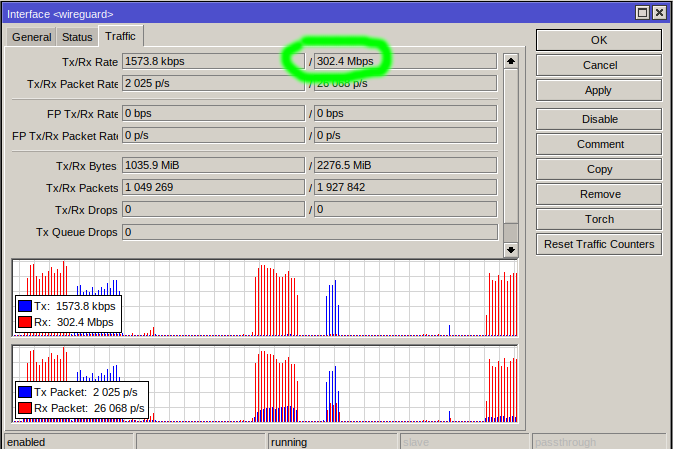 Interface <wireguard>
General Status Traffic
Tx/Rx Rate 1573.8 kbps / 302.4 Mbps
Tx/Rx Packet Rate 2 025 p/s / 26 068 p/s
FP Tx/Rx Rate 0 bps / 0 bps
FP Tx/Rx Packet Rate 0 p/s / 0 p/s
Tx/Rx Bytes 1035.9 MiB / 2276.5 MiB
Tx/Rx Packets 1 049 269 / 1 927 842
Tx/Rx Drops 0 / 0
Tx Queue Drops 0
OK
Cancel
Apply
Disable
Comment
Copy
Remove
Torch
Reset Traffic Counters
Tx: 1573.8 kbps
Rx: 302.4 Mbps
Tx Packet: 2 025 p/s
Rx Packet: 26 068 p/s
enabled running slave passthrough